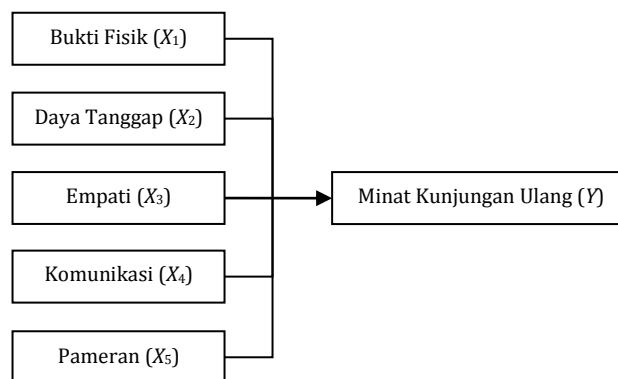 Bukti Fisik (X1)
Daya Tanggap (X2)
Empati (X3)
Minat Kunjungan Ulang (Y)
Komunikasi (X4)
Pameran (X5)